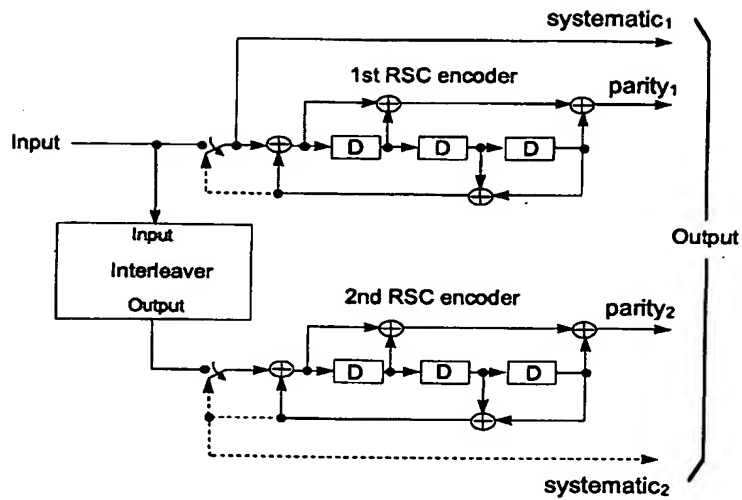 systematic₁
1st RSC encoder
parity₁
Input
D
D
D
Input
Interleaver
Output
Output
2nd RSC encoder
parity₂
D
D
D
systematic₂